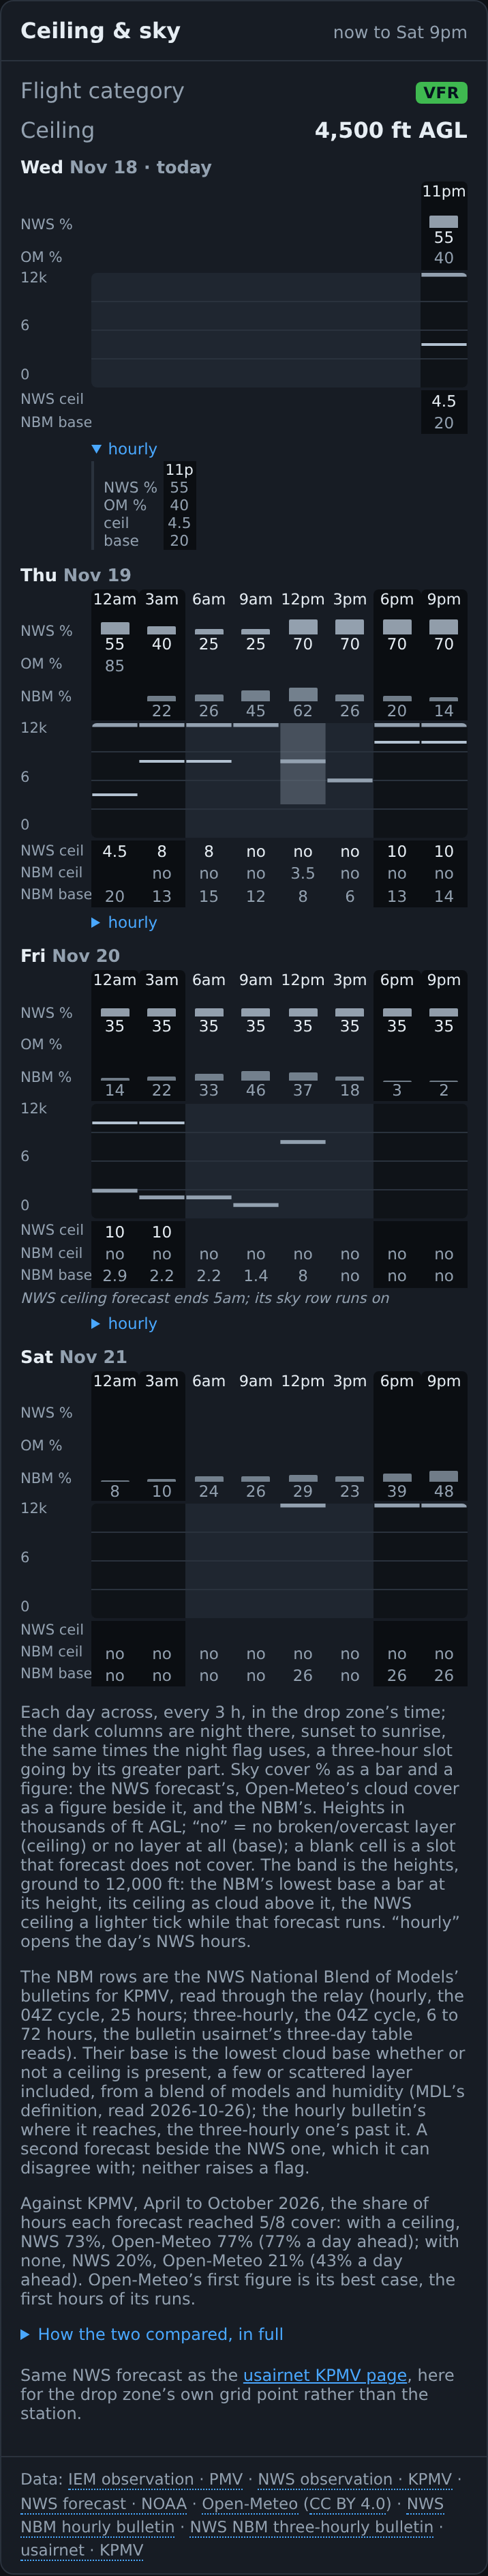 Ceiling & sky now to Sat 9pm
Flight category VFR
Ceiling 4,500 ft AGL
Wed Nov 18 · today
11pm
NWS % 55
OM % 40
12k
6
0
NWS ceil 4.5
NBM base 20
▼ hourly
11p
NWS % 55
OM % 40
ceil 4.5
base 20
Thu Nov 19
12am 3am 6am 9am 12pm 3pm 6pm 9pm
NWS % 55 40 25 25 70 70 70 70
OM % 85
NBM % 22 26 45 62 26 20 14
12k
6
0
NWS ceil 4.5 8 8 no no no 10 10
NBM ceil no no no 3.5 no no no
NBM base 20 13 15 12 8 6 13 14
▶ hourly
Fri Nov 20
12am 3am 6am 9am 12pm 3pm 6pm 9pm
NWS % 35 35 35 35 35 35 35 35
OM %
NBM % 14 22 33 46 37 18 3 2
12k
6
0
NWS ceil 10 10
NBM ceil no no no no no no no no
NBM base 2.9 2.2 2.2 1.4 8 no no no
NWS ceiling forecast ends 5am; its sky row runs on
▶ hourly
Sat Nov 21
12am 3am 6am 9am 12pm 3pm 6pm 9pm
NWS %
OM %
NBM % 8 10 24 26 29 23 39 48
12k
6
0
NWS ceil
NBM ceil no no no no no no no no
NBM base no no no no 26 no 26 26
Each day across, every 3 h, in the drop zone’s time;
the dark columns are night there, sunset to sunrise,
the same times the night flag uses, a three-hour slot
going by its greater part. Sky cover % as a bar and a
figure: the NWS forecast’s, Open-Meteo’s cloud cover
as a figure beside it, and the NBM’s. Heights in
thousands of ft AGL; “no” = no broken/overcast layer
(ceiling) or no layer at all (base); a blank cell is a slot
that forecast does not cover. The band is the heights,
ground to 12,000 ft: the NBM’s lowest base a bar at
its height, its ceiling as cloud above it, the NWS
ceiling a lighter tick while that forecast runs. “hourly”
opens the day’s NWS hours.
The NBM rows are the NWS National Blend of Models’
bulletins for KPMV, read through the relay (hourly, the
04Z cycle, 25 hours; three-hourly, the 04Z cycle, 6 to
72 hours, the bulletin usairnet’s three-day table
reads). Their base is the lowest cloud base whether or
not a ceiling is present, a few or scattered layer
included, from a blend of models and humidity (MDL’s
definition, read 2026-10-26); the hourly bulletin’s
where it reaches, the three-hourly one’s past it. A
second forecast beside the NWS one, which it can
disagree with; neither raises a flag.
Against KPMV, April to October 2026, the share of
hours each forecast reached 5/8 cover: with a ceiling,
NWS 73%, Open-Meteo 77% (77% a day ahead); with
none, NWS 20%, Open-Meteo 21% (43% a day
ahead). Open-Meteo’s first figure is its best case, the
first hours of its runs.
▶ How the two compared, in full
Same NWS forecast as the usairnet KPMV page, here
for the drop zone’s own grid point rather than the
station.
Data: IEM observation · PMV · NWS observation · KPMV ·
NWS forecast · NOAA · Open-Meteo (CC BY 4.0) · NWS
NBM hourly bulletin · NWS NBM three-hourly bulletin ·
usairnet · KPMV